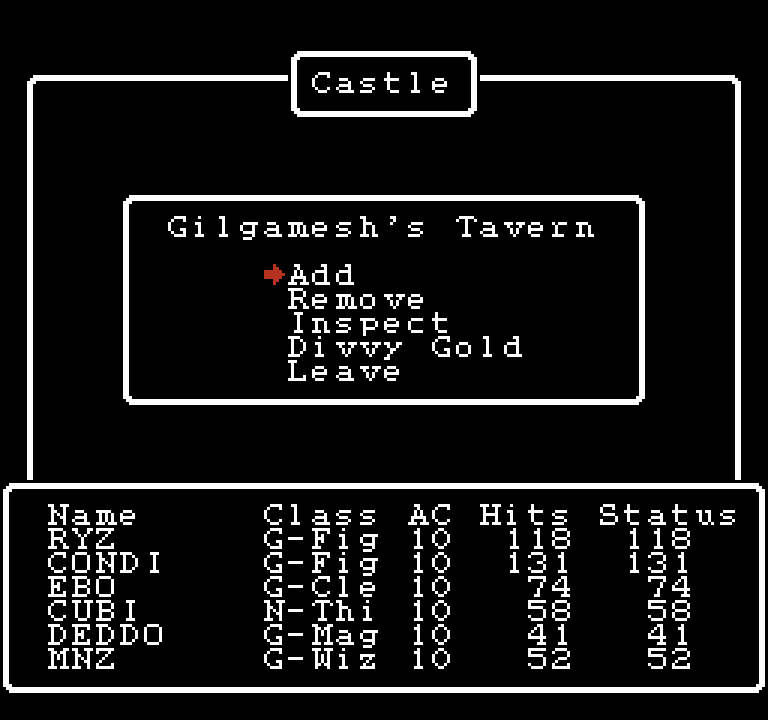 Castle
Gilgamesh's Tavern
Add
Remove
Inspect
Divvy Gold
Leave
Name Class AC Hits Status
RYZ G-Fig 10 118 118
CONDI G-Fig 10 131 131
EBO G-Cle 10 74 74
CUBI N-Thi 10 58 58
DEDDO G-Mag 10 41 41
MNZ G-Wiz 10 52 52